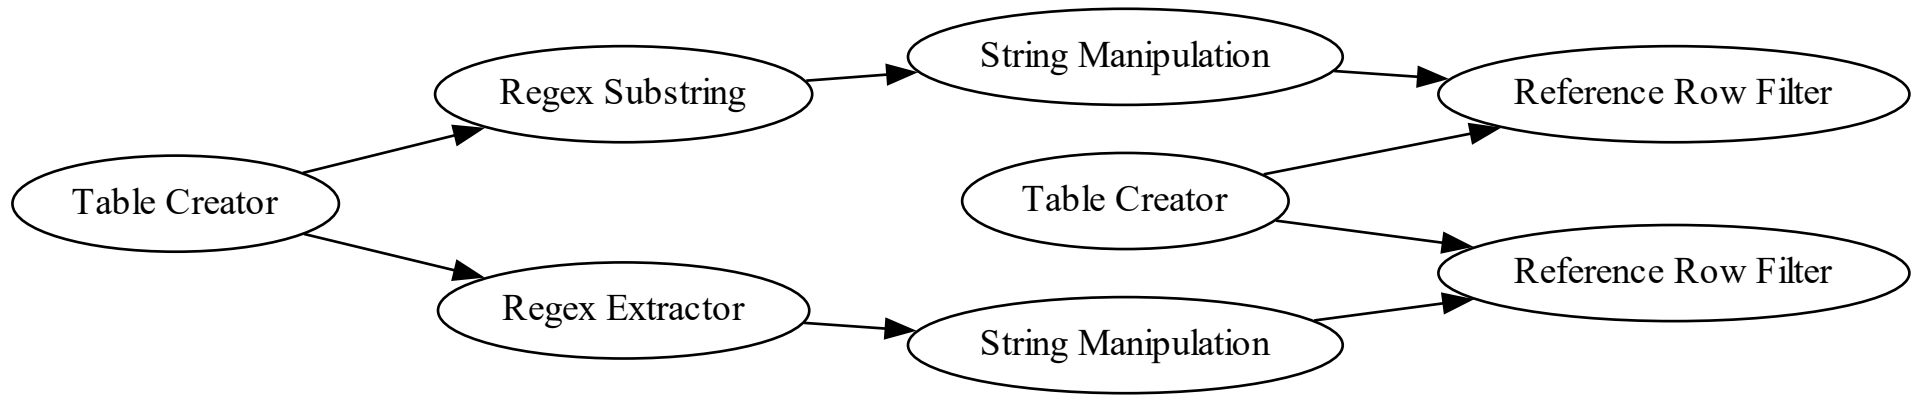 String Manipulation
Regex Substring
Reference Row Filter
Table Creator
Table Creator
Reference Row Filter
Regex Extractor
String Manipulation